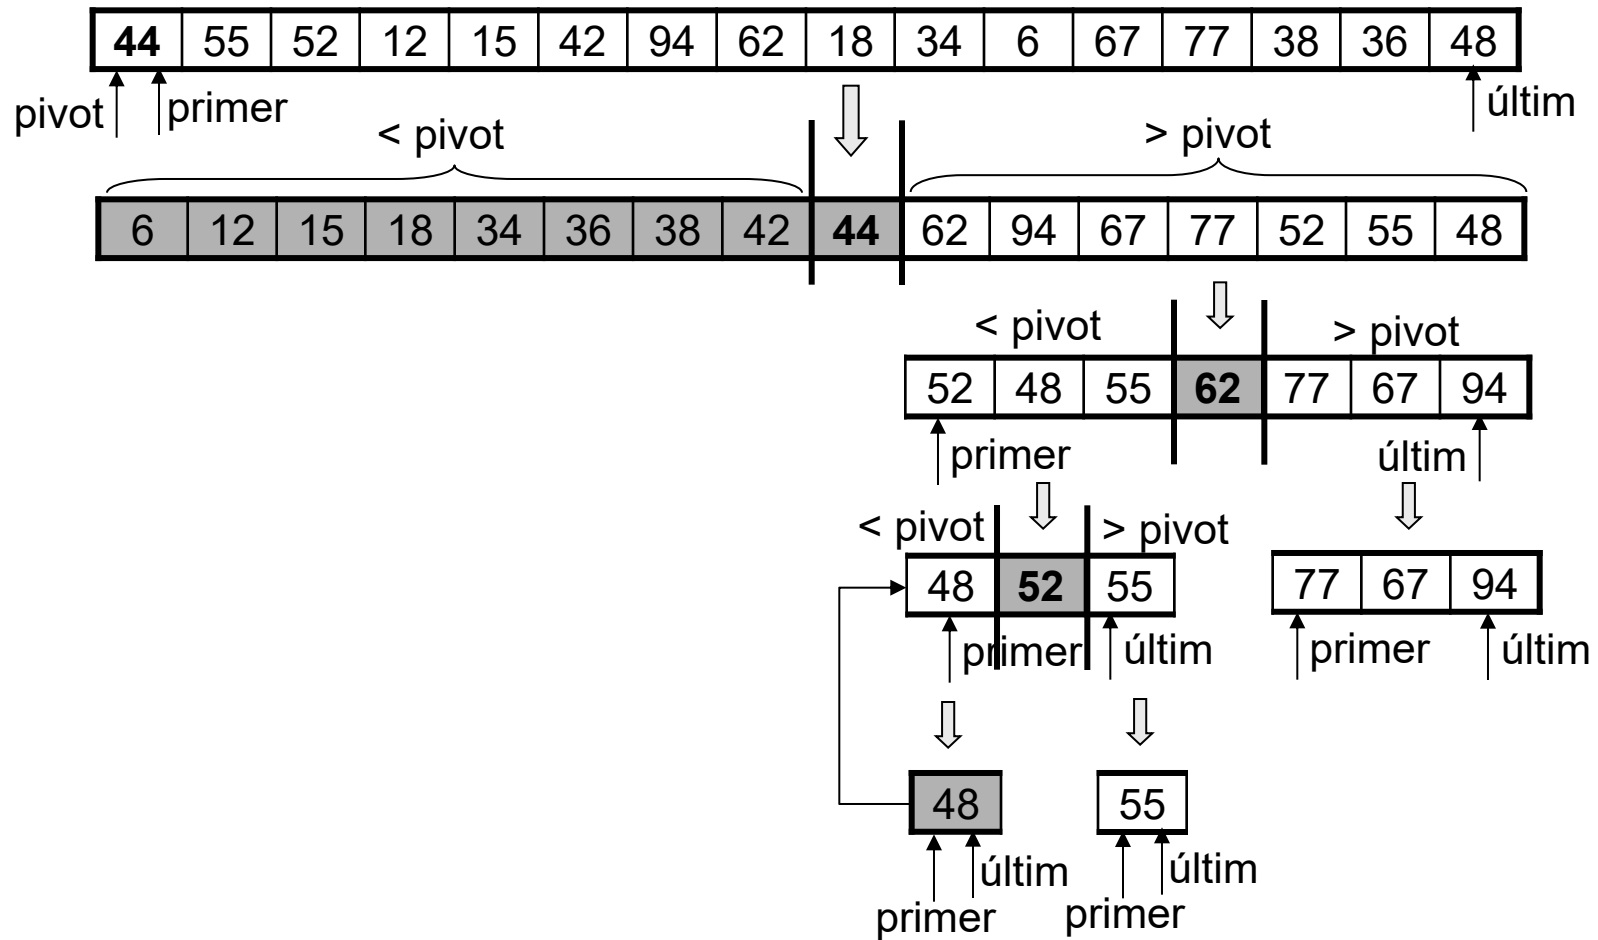 44 55 52 12 15 42 94 62 18 34 6 67 77 38 36 48
pivot primer últim
< pivot > pivot
6 12 15 18 34 36 38 42 44 62 94 67 77 52 55 48
< pivot > pivot
52 48 55 62 77 67 94
primer últim
< pivot > pivot
48 52 55 77 67 94
primer últim primer últim
48 55
últim últim
primer primer